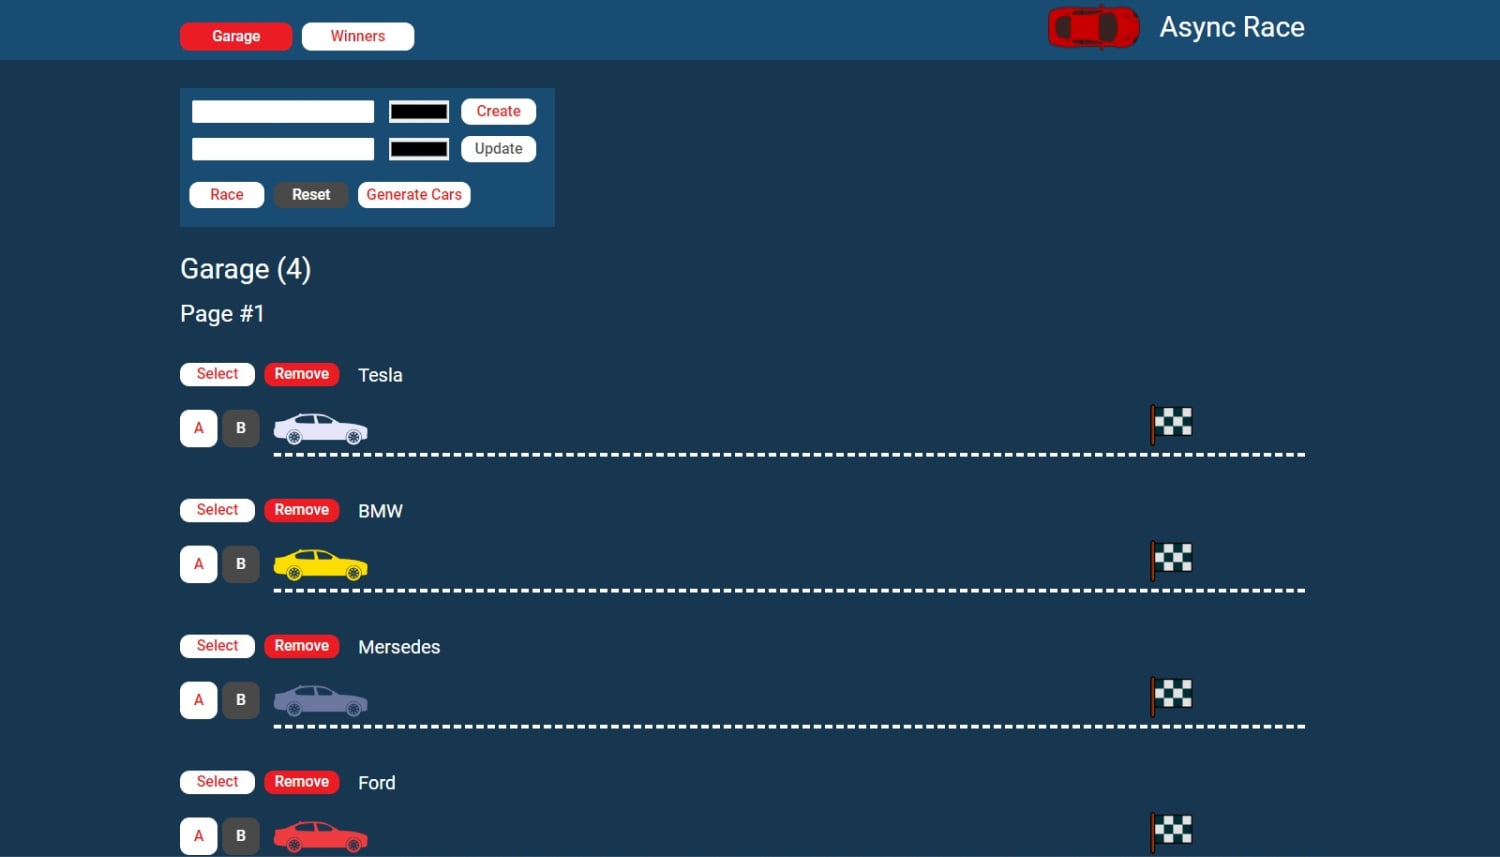 Garage Winners Async Race
Create
Update
Race Reset Generate Cars
Garage (4)
Page #1
Select Remove Tesla
A B
Select Remove BMW
A B
Select Remove Mersedes
A B
Select Remove Ford
A B